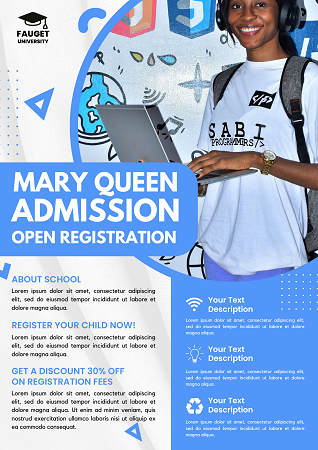 FAUGET
UNIVERSITY
</>
SABI
PROGRAMMRS/>
MARY QUEEN
ADMISSION
OPEN REGISTRATION
ABOUT SCHOOL
Lorem ipsum dolor sit amet, consectetur adipiscing
elit, sed do eiusmod tempor incididunt ut labore et
dolore magna aliqua.
REGISTER YOUR CHILD NOW!
Lorem ipsum dolor sit amet, consectetur adipiscing
elit, sed do eiusmod tempor incididunt ut labore et
dolore magna aliqua.
GET A DISCOUNT 30% OFF
ON REGISTRATION FEES
Lorem ipsum dolor sit amet, consectetur adipiscing
elit, sed do eiusmod tempor incididunt ut labore et
dolore magna aliqua. Ut enim ad minim veniam, quis
nostrud exercitation ullamco laboris nisi ut aliquip ex
ea commodo consequat.
Your Text
Description
Lorem ipsum dolor sit amet, consectetur adipiscing elit,
sed do eiusmod tempor incididunt ut labore et dolore
magna aliqua.
Your Text
Description
Lorem ipsum dolor sit amet, consectetur adipiscing elit,
sed do eiusmod tempor incididunt ut labore et dolore
magna aliqua.
Your Text
Description
Lorem ipsum dolor sit amet, consectetur adipiscing elit,
sed do eiusmod tempor incididunt ut labore et dolore
magna aliqua.